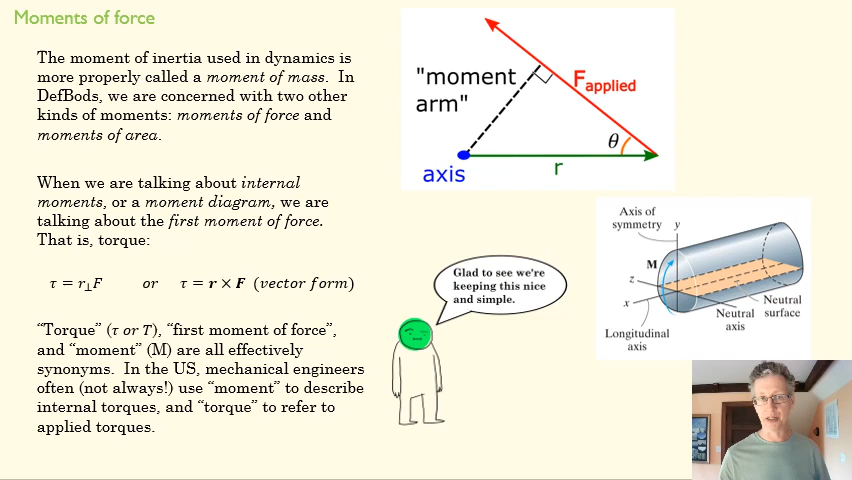 Moments of force
The moment of inertia used in dynamics is
more properly called a moment of mass. In
DefBods, we are concerned with two other
kinds of moments: moments of force and
moments of area.
When we are talking about internal
moments, or a moment diagram, we are
talking about the first moment of force.
That is, torque:
τ = r⊥F or τ = r × F (vector form)
"Torque" (τ or T), "first moment of force",
and "moment" (M) are all effectively
synonyms. In the US, mechanical engineers
often (not always!) use "moment" to describe
internal torques, and "torque" to refer to
applied torques.
"moment
arm"
F applied
θ
axis
r
Glad to see we're
keeping this nice
and simple.
Axis of
symmetry y
M
z
x
Longitudinal
axis
Neutral
axis
Neutral
surface